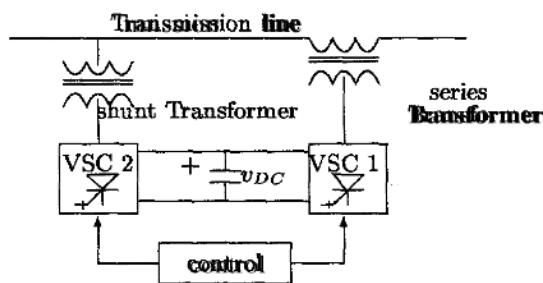 Transmission line
shunt Transformer
series
Transformer
VSC 2
+
v_DC
VSC 1
control